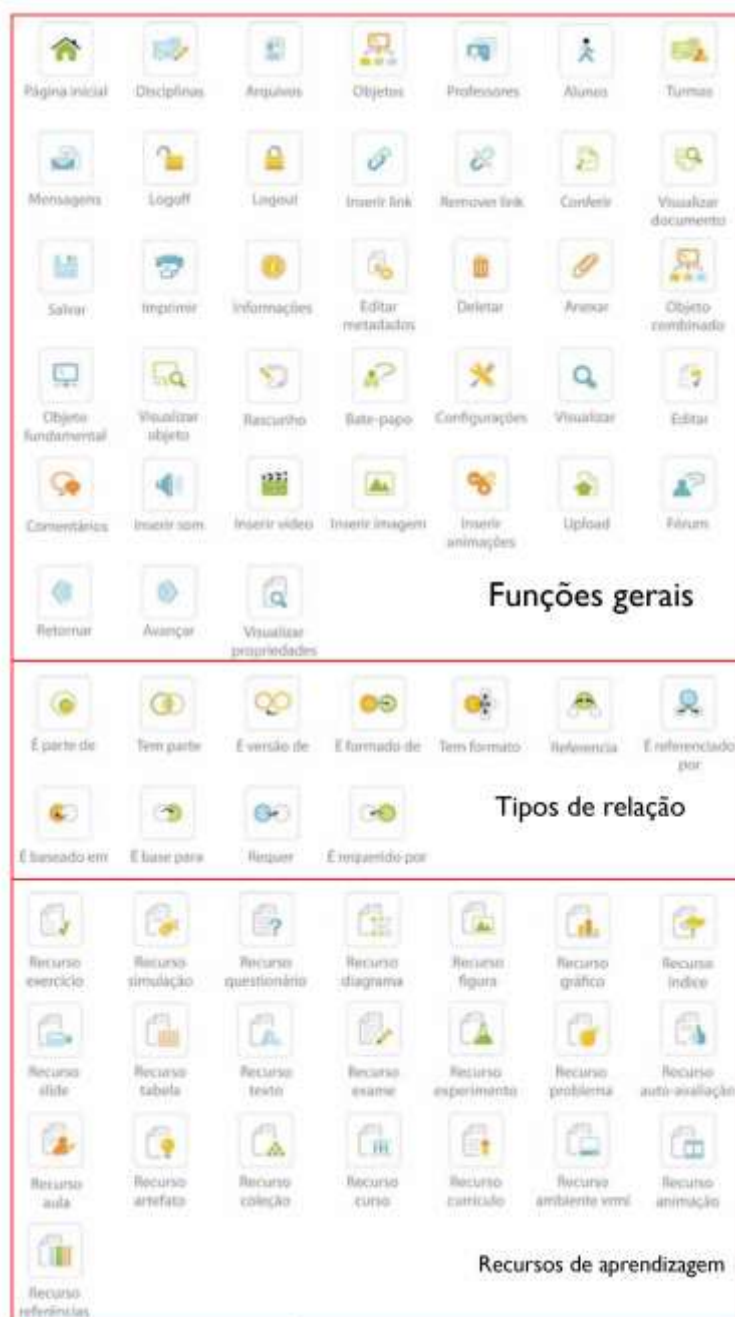 Página inicial
Disciplinas
Arquivos
Objetos
Professores
Alunos
Turmas
Mensagens
Logoff
Logout
Inserir link
Remover link
Conferir
Visualizar
documento
Salvar
Imprimir
Informações
Editar
metadados
Deletar
Anexar
Objeto
combinado
Objeto
fundamental
Visualizar
objeto
Rascunho
Bate-papo
Configurações
Visualizar
Editar
Comentários
Inserir som
Inserir vídeo
Inserir imagem
Inserir
animações
Upload
Fórum
Retornar
Avançar
Visualizar
propriedades
Funções gerais
É parte de
Tem parte
É versão de
É formado de
Tem formato
Referencia
É referenciado
por
É baseado em
É base para
Requer
É requerido por
Tipos de relação
Recurso
exercício
Recurso
simulação
Recurso
questionário
Recurso
diagrama
Recurso
figura
Recurso
gráfico
Recurso
índice
Recurso
slide
Recurso
tabela
Recurso
texto
Recurso
exame
Recurso
experimento
Recurso
problema
Recurso
auto-avaliação
Recurso
aula
Recurso
artefato
Recurso
coleção
Recurso
curso
Recurso
currículo
Recurso
ambiente vrml
Recurso
animação
Recurso
referências
Recursos de aprendizagem